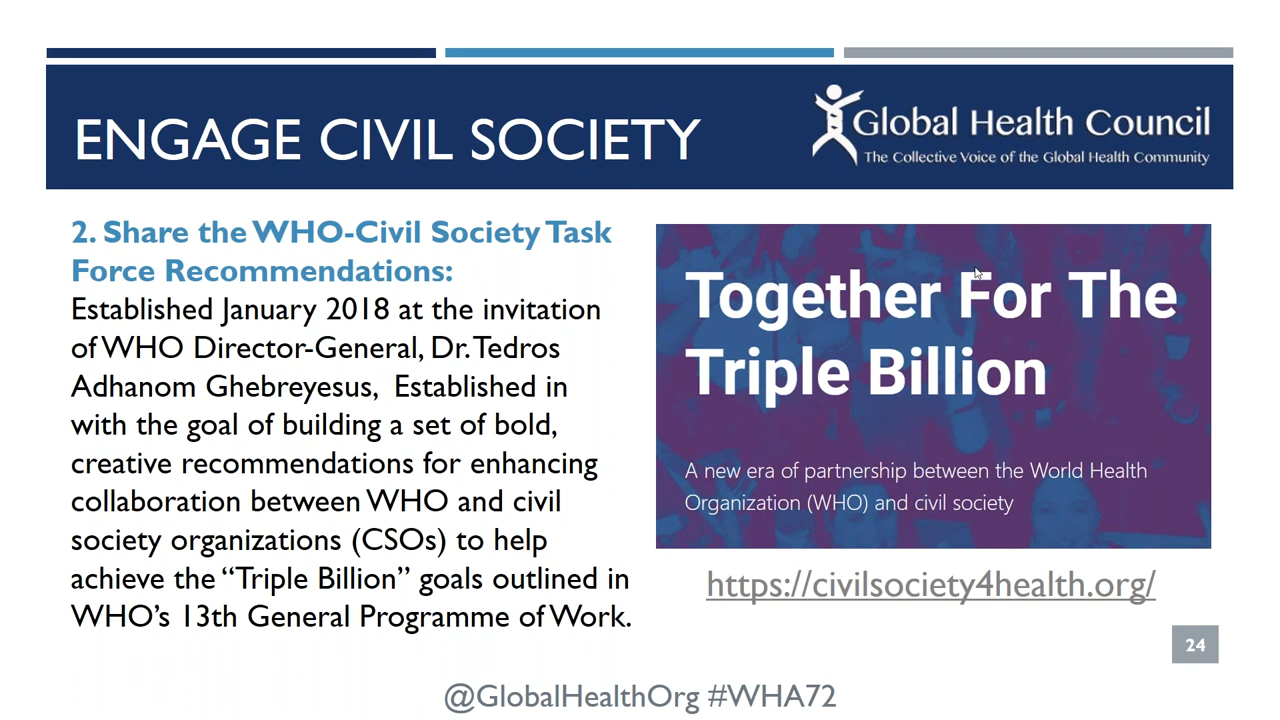 ENGAGE CIVIL SOCIETY
Global Health Council
The Collective Voice of the Global Health Community
2. Share the WHO-Civil Society Task
Force Recommendations:
Established January 2018 at the invitation
of WHO Director-General, Dr. Tedros
Adhanom Ghebreyesus,  Established in
with the goal of building a set of bold,
creative recommendations for enhancing
collaboration between WHO and civil
society organizations (CSOs) to help
achieve the “Triple Billion” goals outlined in
WHO’s 13th General Programme of Work.
Together For The
Triple Billion
A new era of partnership between the World Health
Organization (WHO) and civil society
https://civilsociety4health.org/
24
@GlobalHealthOrg #WHA72